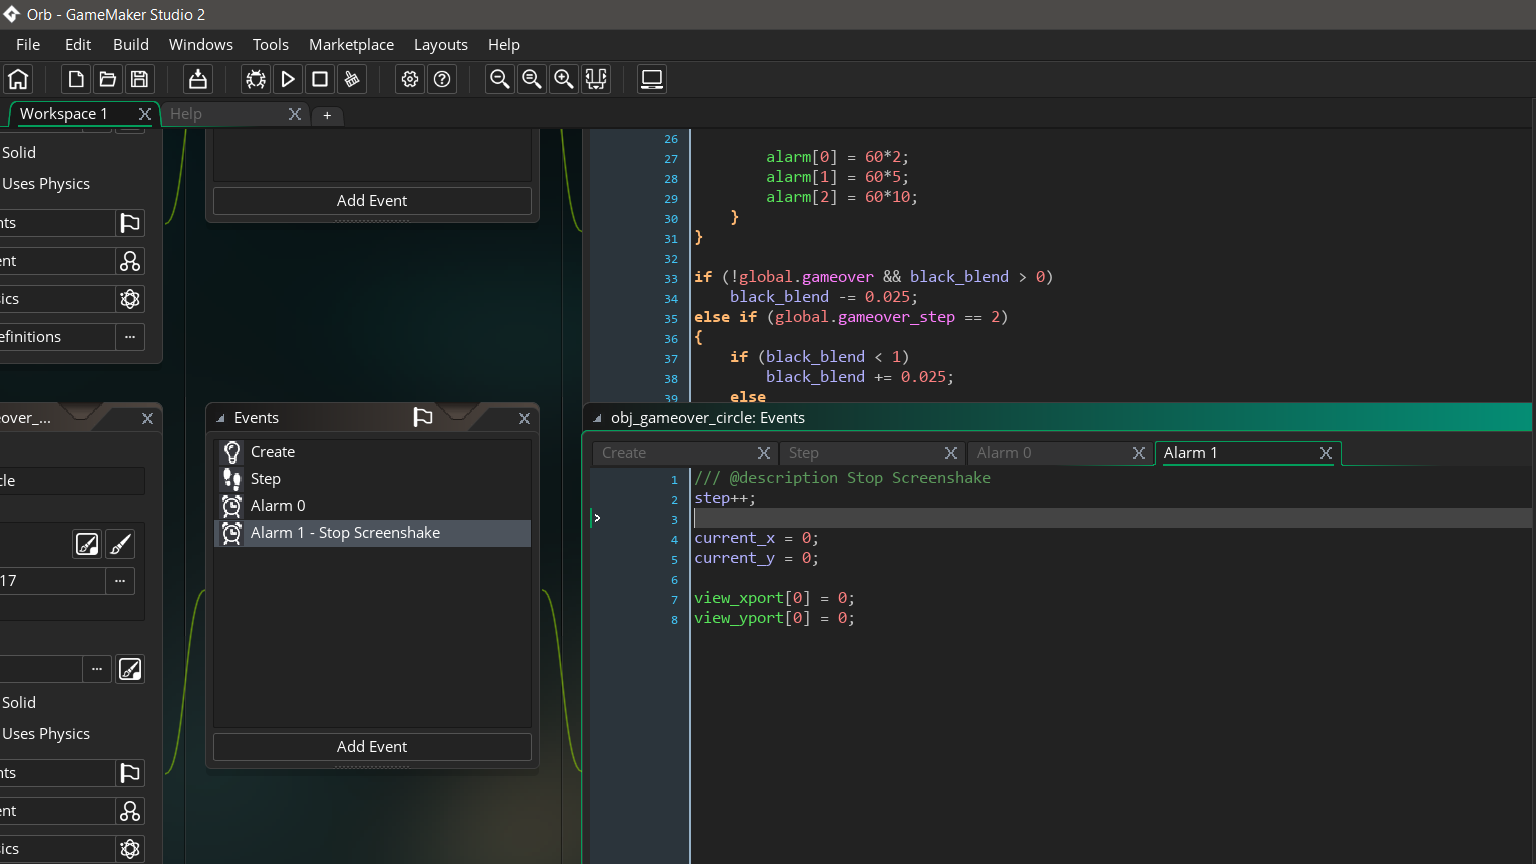 Orb - GameMaker Studio 2
File Edit Build Windows Tools Marketplace Layouts Help
Workspace 1 Help +
Solid
Uses Physics
nts
ent
sics
efinitions ...
Add Event
26
27 alarm[0] = 60*2;
28 alarm[1] = 60*5;
29 alarm[2] = 60*10;
30 }
31 }
32
33 if (!global.gameover && black_blend > 0)
34 black_blend -= 0.025;
35 else if (global.gameover_step == 2)
36 {
37 if (black_blend < 1)
38 black_blend += 0.025;
39 else
over_...
cle
17 ...
...
Solid
Uses Physics
nts
ent
sics
Events
Create
Step
Alarm 0
Alarm 1 - Stop Screenshake
Add Event
obj_gameover_circle: Events
Create Step Alarm 0 Alarm 1
1 /// @description Stop Screenshake
2 step++;
3
4 current_x = 0;
5 current_y = 0;
6
7 view_xport[0] = 0;
8 view_yport[0] = 0;